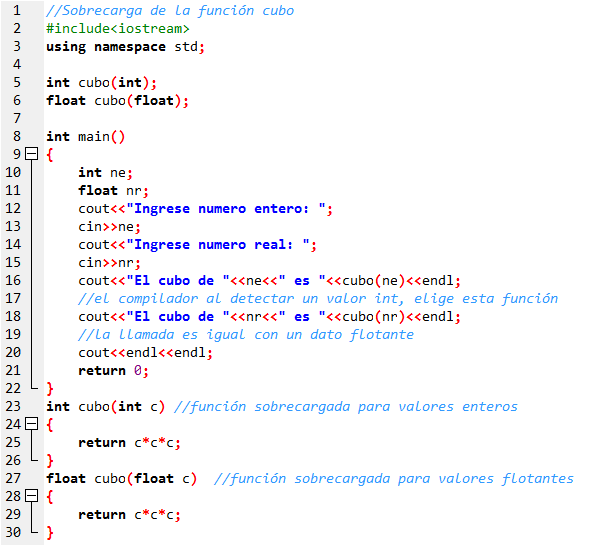 1 //Sobrecarga de la función cubo
2 #include<iostream>
3 using namespace std;
4
5 int cubo(int);
6 float cubo(float);
7
8 int main()
9 {
10 int ne;
11 float nr;
12 cout<<"Ingrese numero entero: ";
13 cin>>ne;
14 cout<<"Ingrese numero real: ";
15 cin>>nr;
16 cout<<"El cubo de "<<ne<<" es "<<cubo(ne)<<endl;
17 //el compilador al detectar un valor int, elige esta función
18 cout<<"El cubo de "<<nr<<" es "<<cubo(nr)<<endl;
19 //la llamada es igual con un dato flotante
20 cout<<endl<<endl;
21 return 0;
22 }
23 int cubo(int c) //función sobrecargada para valores enteros
24 {
25 return c*c*c;
26 }
27 float cubo(float c) //función sobrecargada para valores flotantes
28 {
29 return c*c*c;
30 }